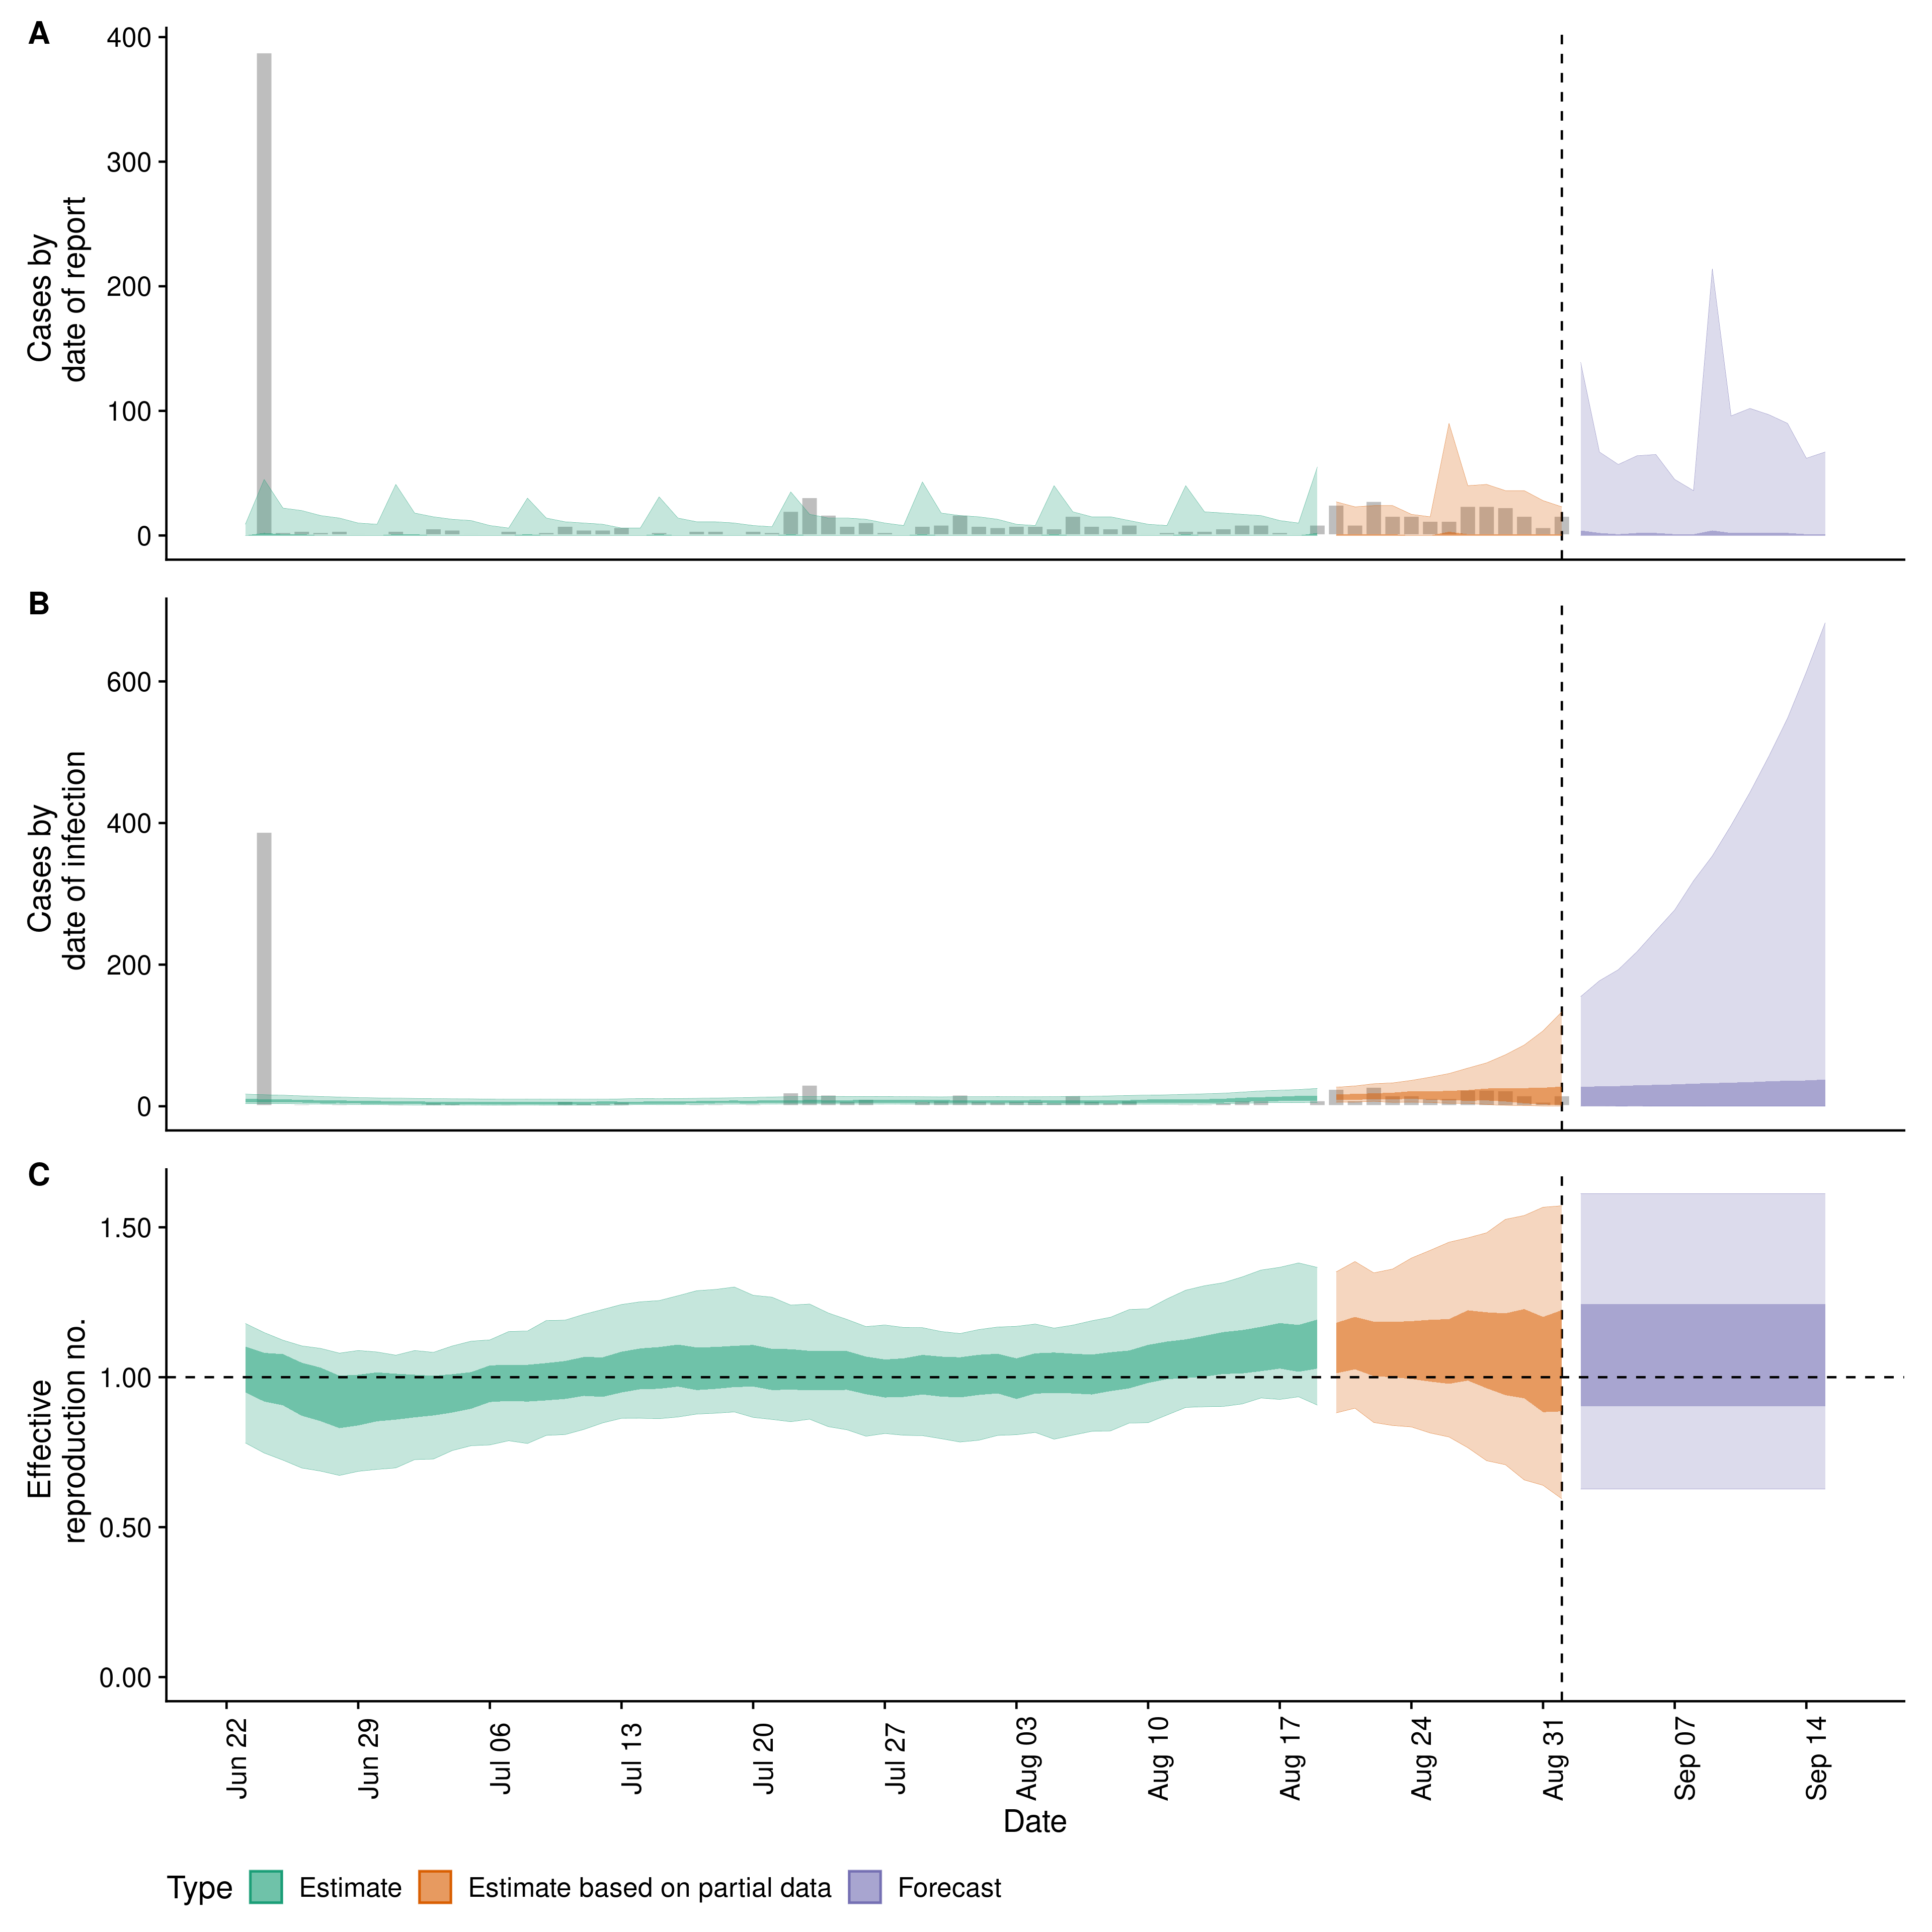 A
400
300
200
100
0
Cases by
date of report
B
600
400
200
0
Cases by
date of infection
C
1.50
1.00
0.50
0.00
Effective
reproduction no.
Jun 22
Jun 29
Jul 06
Jul 13
Jul 20
Jul 27
Aug 03
Aug 10
Aug 17
Aug 24
Aug 31
Sep 07
Sep 14
Date
Type Estimate Estimate based on partial data Forecast